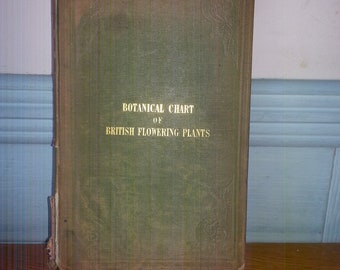 BOTANICAL CHART
OF
BRITISH FLOWERING PLANTS